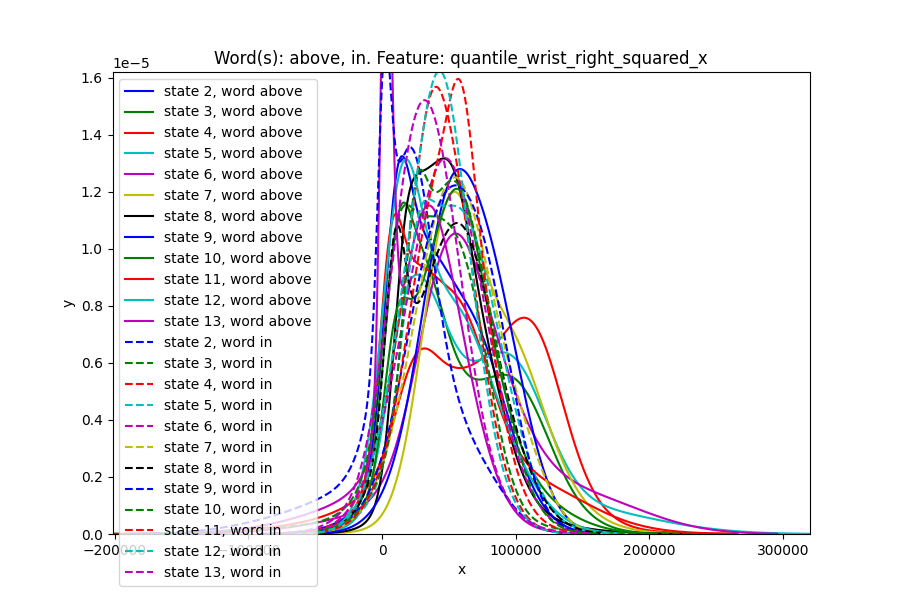 Word(s): above, in. Feature: quantile_wrist_right_squared_x
1e−5
1.6
1.4
1.2
1.0
0.8
0.6
0.4
0.2
0.0
y
state 2, word above
state 3, word above
state 4, word above
state 5, word above
state 6, word above
state 7, word above
state 8, word above
state 9, word above
state 10, word above
state 11, word above
state 12, word above
state 13, word above
state 2, word in
state 3, word in
state 4, word in
state 5, word in
state 6, word in
state 7, word in
state 8, word in
state 9, word in
state 10, word in
state 11, word in
state 12, word in
state 13, word in
−200000 −100000 0 100000 200000 300000
x